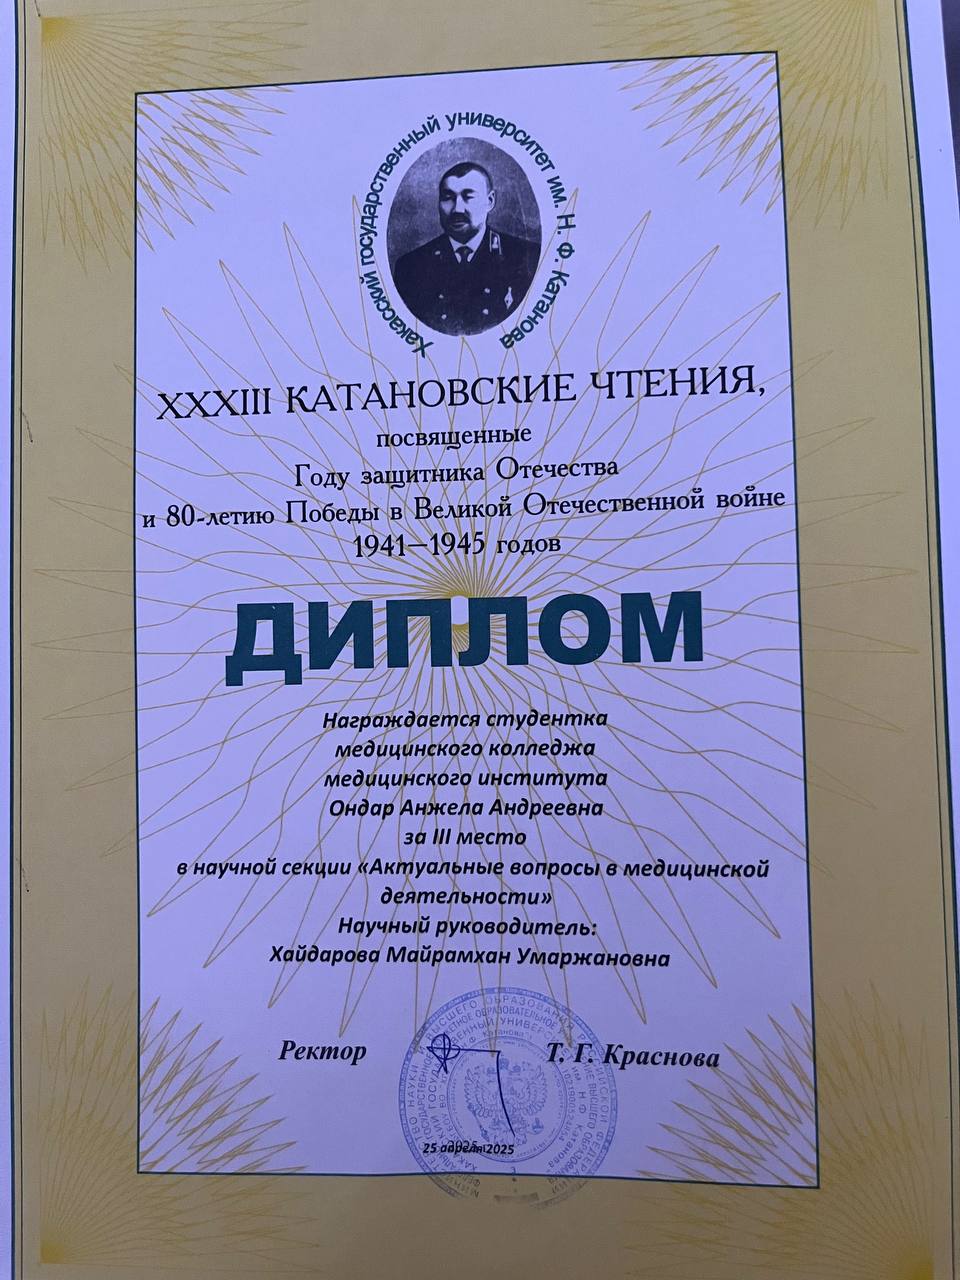 Хакасский государственный университет им. Н. Ф. Катанова
XXXIII КАТАНОВСКИЕ ЧТЕНИЯ,
посвященные
Году защитника Отечества
и 80-летию Победы в Великой Отечественной войне
1941–1945 годов
ДИПЛОМ
Награждается студентка
медицинского колледжа
медицинского института
Ондар Анжела Андреевна
за III место
в научной секции «Актуальные вопросы в медицинской
деятельности»
Научный руководитель:
Хайдарова Майрамхан Умаржановна
Ректор Т. Г. Краснова
25 апреля 2025